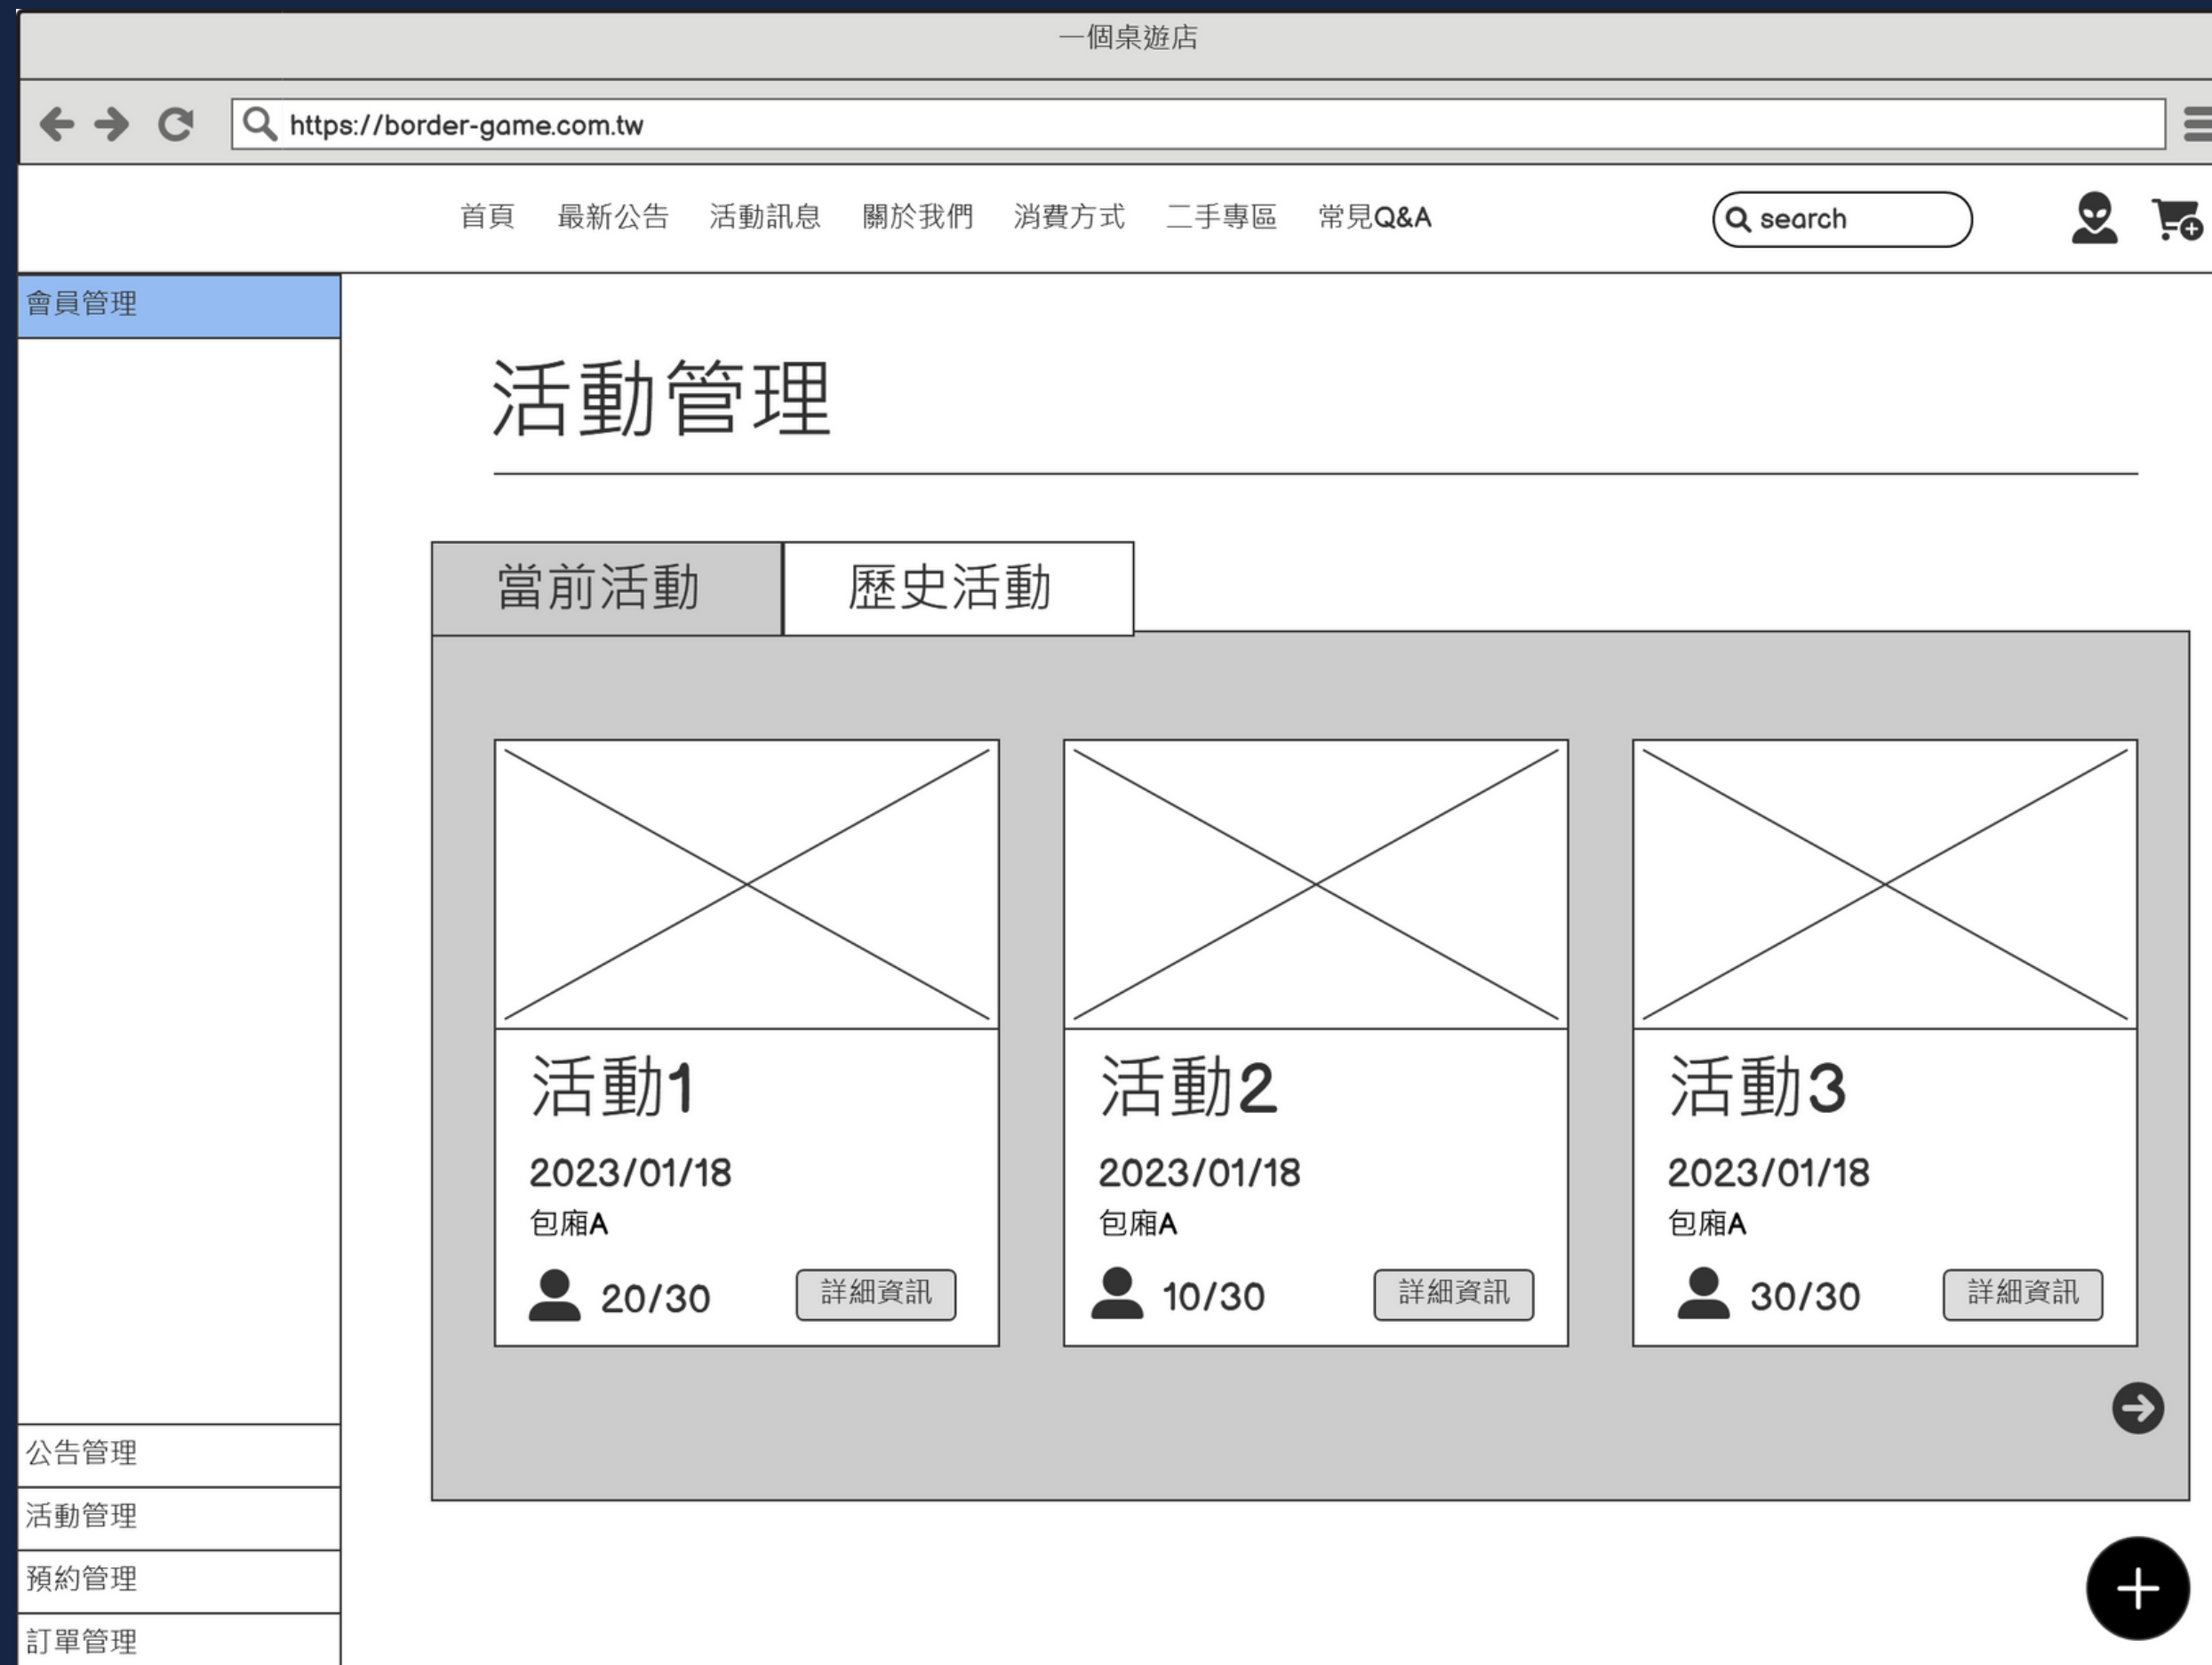 一個桌遊店
https://border-game.com.tw
首頁 最新公告 活動訊息 關於我們 消費方式 二手專區 常見Q&A search
會員管理
活動管理
當前活動 歷史活動
活動1
2023/01/18
包廂A
20/30 詳細資訊
活動2
2023/01/18
包廂A
10/30 詳細資訊
活動3
2023/01/18
包廂A
30/30 詳細資訊
公告管理
活動管理
預約管理
訂單管理